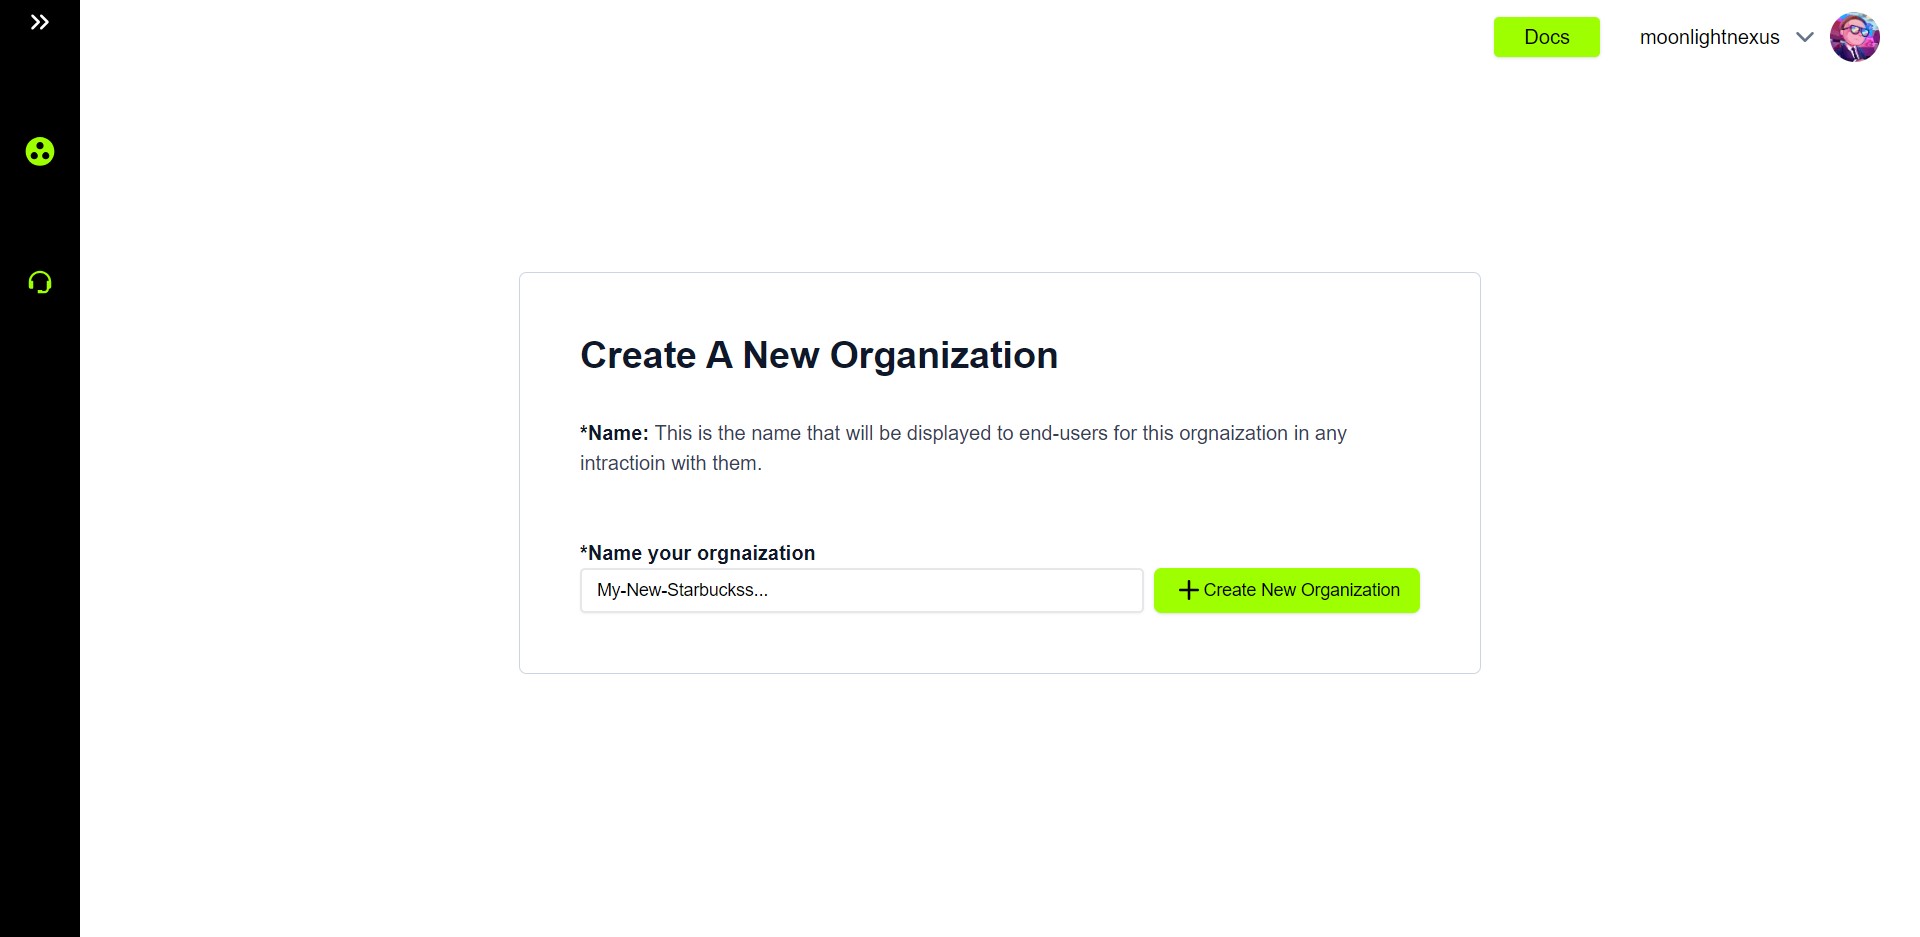 Docs
moonlightnexus
Create A New Organization
*Name: This is the name that will be displayed to end-users for this orgnaization in any
intractioin with them.
*Name your orgnaization
My-New-Starbuckss...
Create New Organization